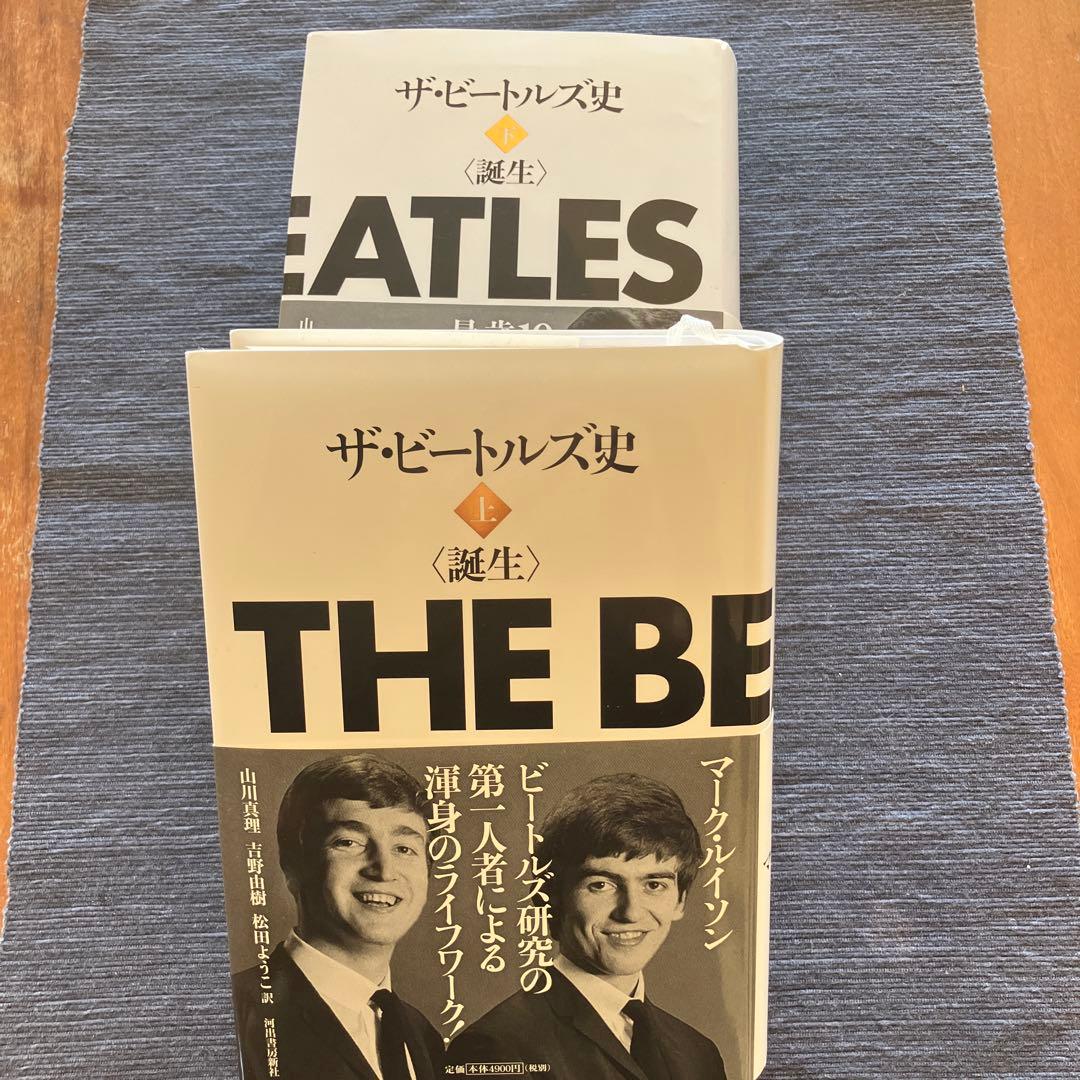 ザ・ビートルズ史
下
〈誕生〉
EATLES
山
最
ザ・ビートルズ史
上
〈誕生〉
THE BE
マーク・ルイソン
ビートルズ研究の
第一人者による
渾身のライフワーク!
山川真理 吉野由樹 松田ようこ 訳
河出書房新社
定価 本体4900円(税別)